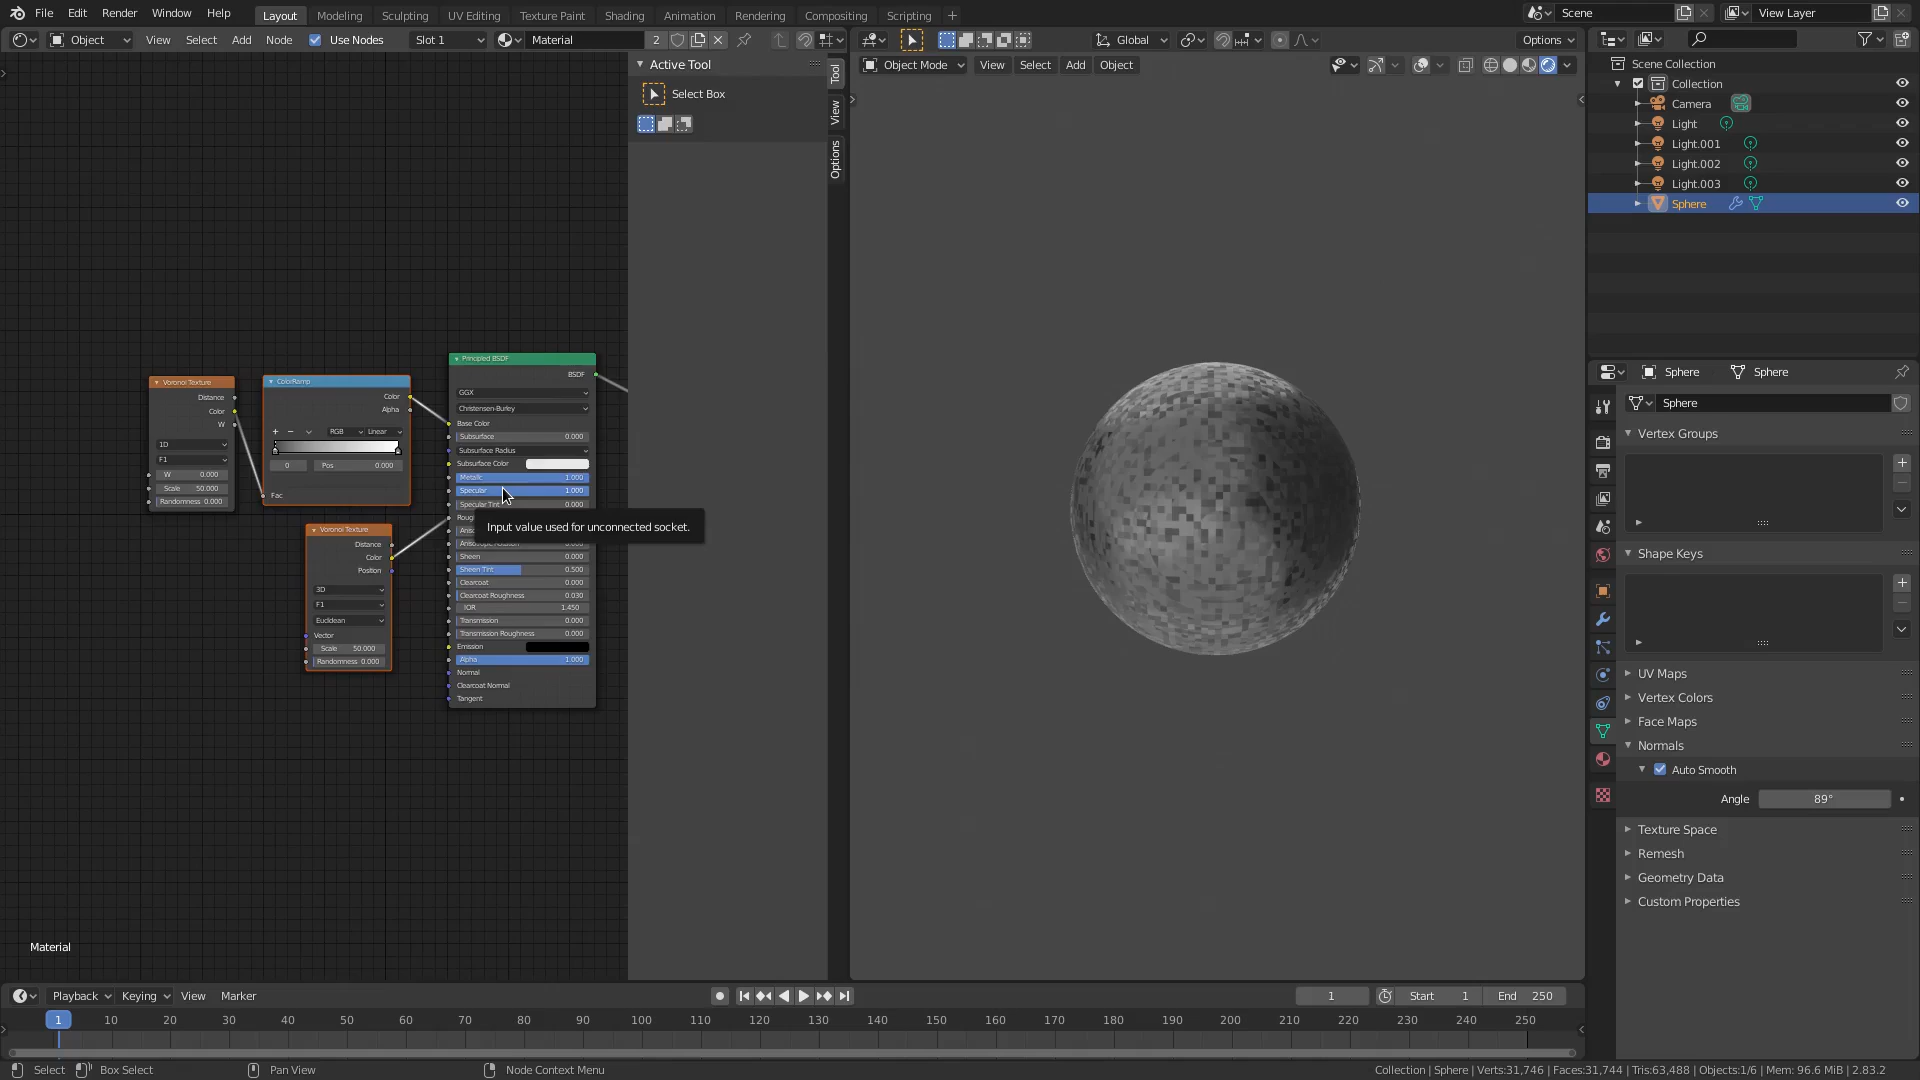 File Edit Render Window Help Layout Modeling Sculpting UV Editing Texture Paint Shading Animation Rendering Compositing Scripting + Scene View Layer
Object View Select Add Node Use Nodes Slot 1 Material 2 Global Options
Active Tool
Select Box
Tool
View
Options
Object Mode View Select Add Object
Scene Collection
Collection
Camera
Light
Light.001
Light.002
Light.003
Sphere
Voronoi Texture
Distance
Color
W
1D
F1
W 0.000
Scale 50.000
Randomness 0.000
ColorRamp
Color
Alpha
+ − RGB Linear
0 Pos 0.000
Fac
Voronoi Texture
Distance
Color
Position
3D
F1
Euclidean
Vector
Scale 50.000
Randomness 0.000
Principled BSDF
BSDF
GGX
Christensen-Burley
Base Color
Subsurface 0.000
Subsurface Radius
Subsurface Color
Metallic 1.000
Specular 1.000
Specular Tint 0.000
Input value used for unconnected socket.
Sheen 0.000
Sheen Tint 0.500
Clearcoat 0.000
Clearcoat Roughness 0.030
IOR 1.450
Transmission 0.000
Transmission Roughness 0.000
Emission
Alpha 1.000
Normal
Clearcoat Normal
Tangent
Material
Sphere Sphere
Sphere
Vertex Groups
Shape Keys
UV Maps
Vertex Colors
Face Maps
Normals
Auto Smooth
Angle 89°
Texture Space
Remesh
Geometry Data
Custom Properties
Playback Keying View Marker 1 Start 1 End 250
1 10 20 30 40 50 60 70 80 90 100 110 120 130 140 150 160 170 180 190 200 210 220 230 240 250
Select Box Select Pan View Node Context Menu Collection | Sphere | Verts:31,746 | Faces:31,744 | Tris:63,488 | Objects:1/6 | Mem: 96.6 MiB | 2.83.2